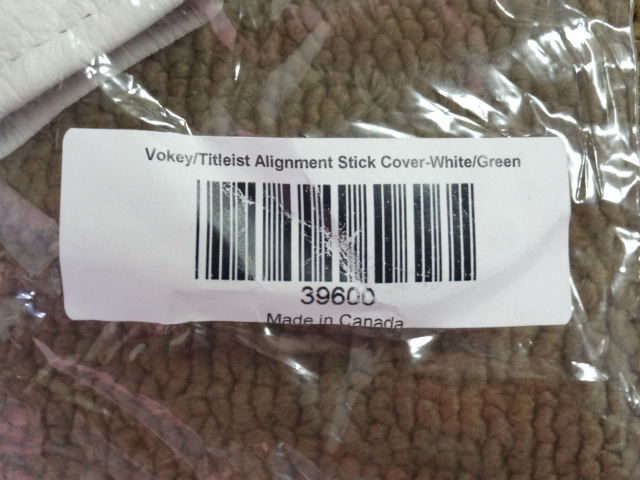 Vokey/Titleist Alignment Stick Cover-White/Green
39600
Made in Canada